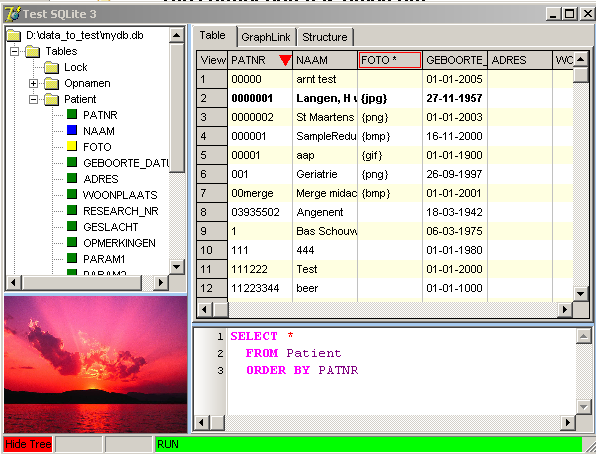 Test SQLite 3
D:\data_to_test\mydb.db
Tables
Lock
Opnamen
Patient
PATNR
NAAM
FOTO
GEBOORTE_DATU
ADRES
WOONPLAATS
RESEARCH_NR
GESLACHT
OPMERKINGEN
PARAM1
PARAM2
Table GraphLink Structure
View PATNR NAAM FOTO * GEBOORTE_ ADRES WO
1 00000 arnt test 01-01-2005
2 0000001 Langen, H v {jpg} 27-11-1957
3 0000002 St Maartens {png} 01-01-2003
4 000001 SampleRedu {bmp} 16-11-2000
5 00001 aap {gif} 01-01-1900
6 001 Geriatrie {png} 26-09-1997
7 00merge Merge midac {bmp} 01-01-2001
8 03935502 Angenent 18-03-1942
9 1 Bas Schouw 06-03-1975
10 111 444 01-01-1980
11 111222 Test 01-01-2000
12 11223344 beer 01-01-1000
1 SELECT *
2 FROM Patient
3 ORDER BY PATNR
Hide Tree RUN